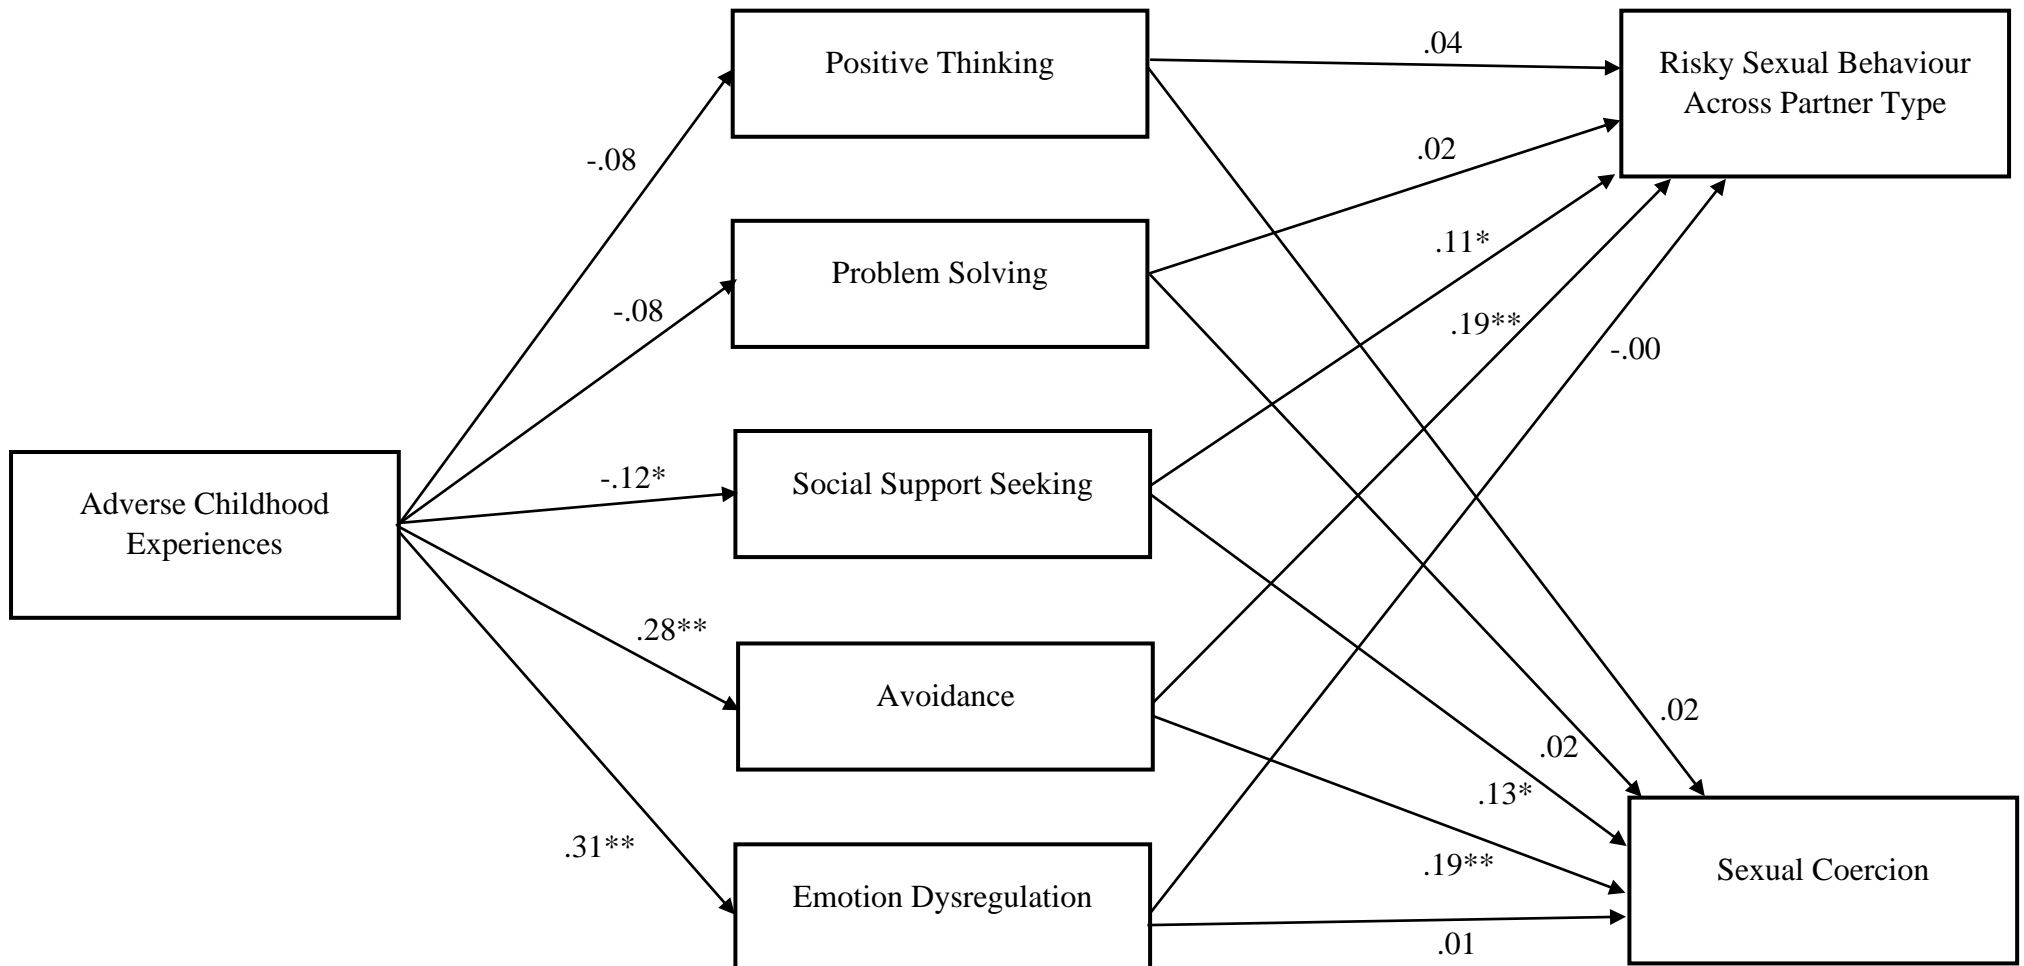 .04
Positive Thinking
Risky Sexual Behaviour
Across Partner Type
-.08
.02
.11*
Problem Solving
-.08
.19**
-.00
-.12*
Social Support Seeking
Adverse Childhood
Experiences
.28**
Avoidance
.02
.02
.13*
.31**
.19**
Sexual Coercion
Emotion Dysregulation
.01